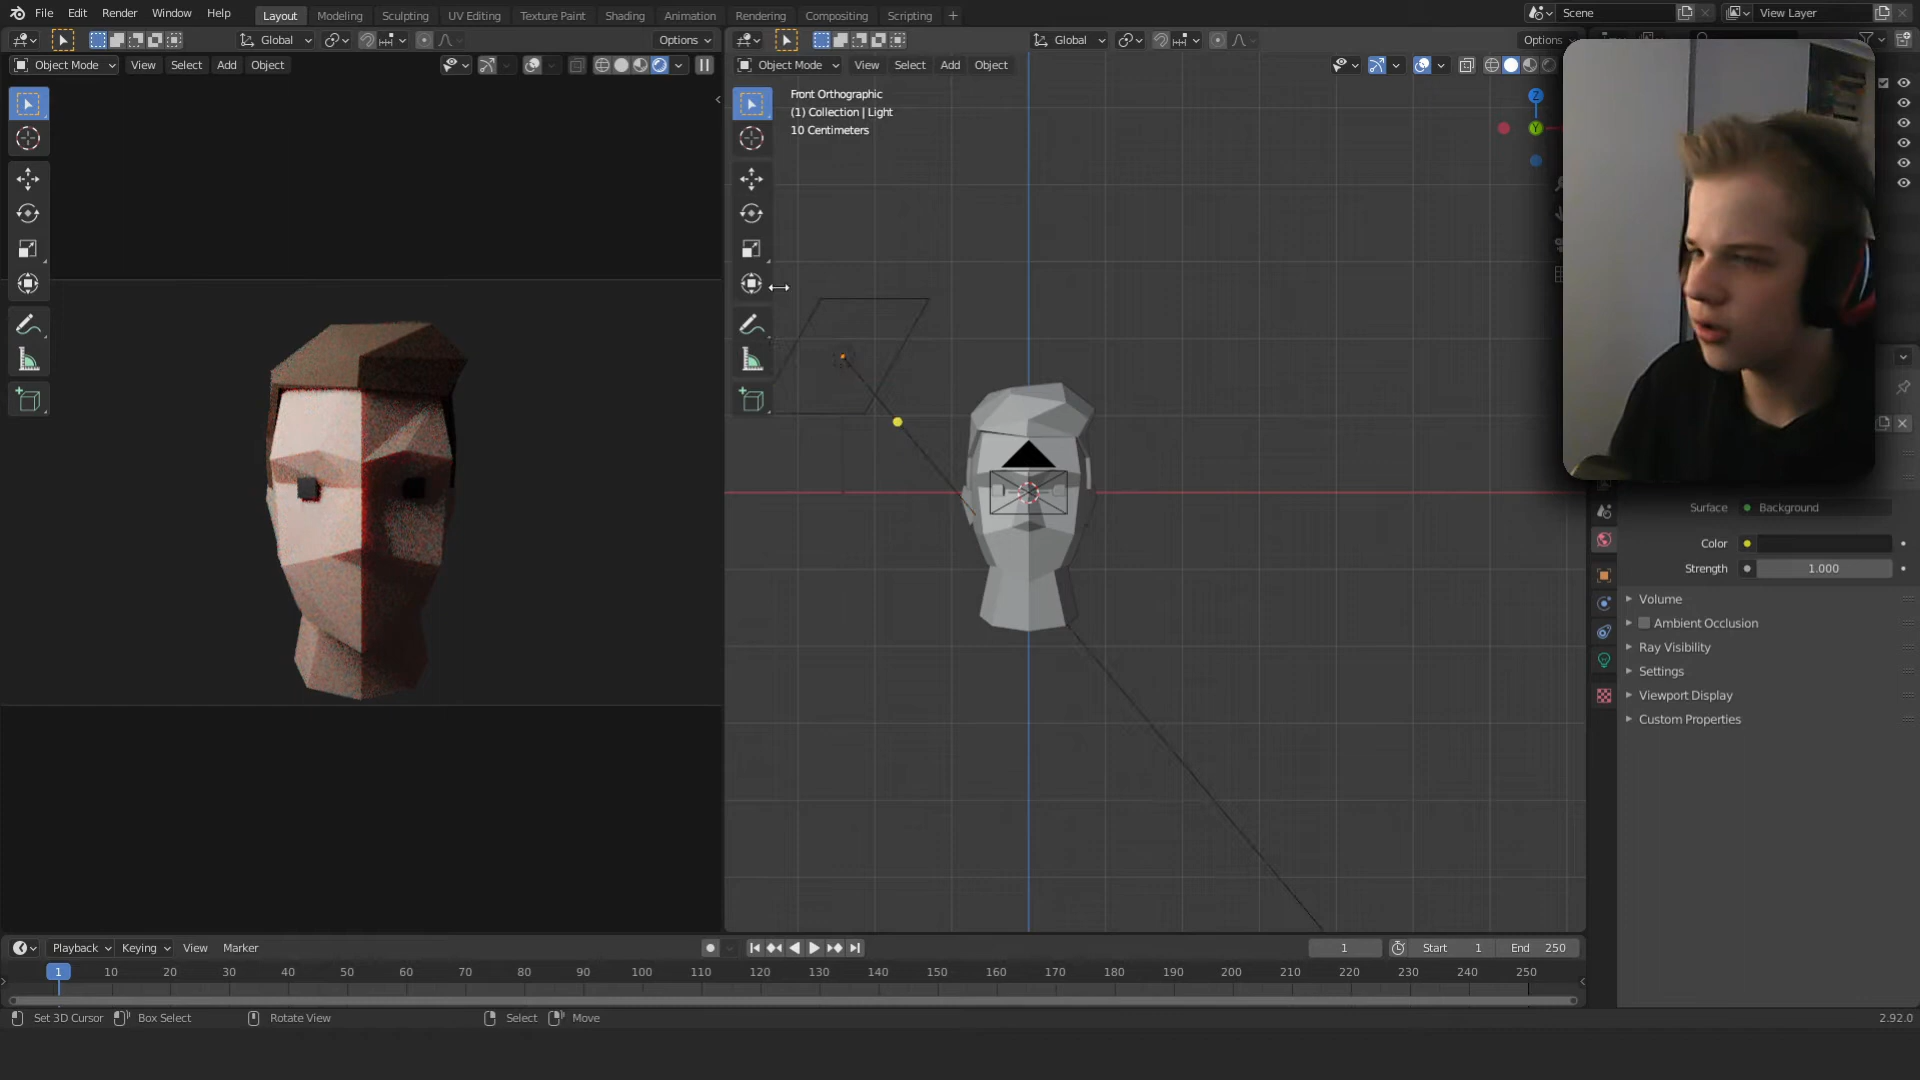 File Edit Render Window Help
Layout Modeling Sculpting UV Editing Texture Paint Shading Animation Rendering Compositing Scripting +
Scene
View Layer
Global
Options
Global
Options
Object Mode View Select Add Object
Object Mode View Select Add Object
Front Orthographic
(1) Collection | Light
10 Centimeters
Z
Y
Surface Background
Color
Strength 1.000
Volume
Ambient Occlusion
Ray Visibility
Settings
Viewport Display
Custom Properties
Playback Keying View Marker
1
Start 1
End 250
1 10 20 30 40 50 60 70 80 90 100 110 120 130 140 150 160 170 180 190 200 210 220 230 240 250
Set 3D Cursor Box Select Rotate View Select Move
2.92.0